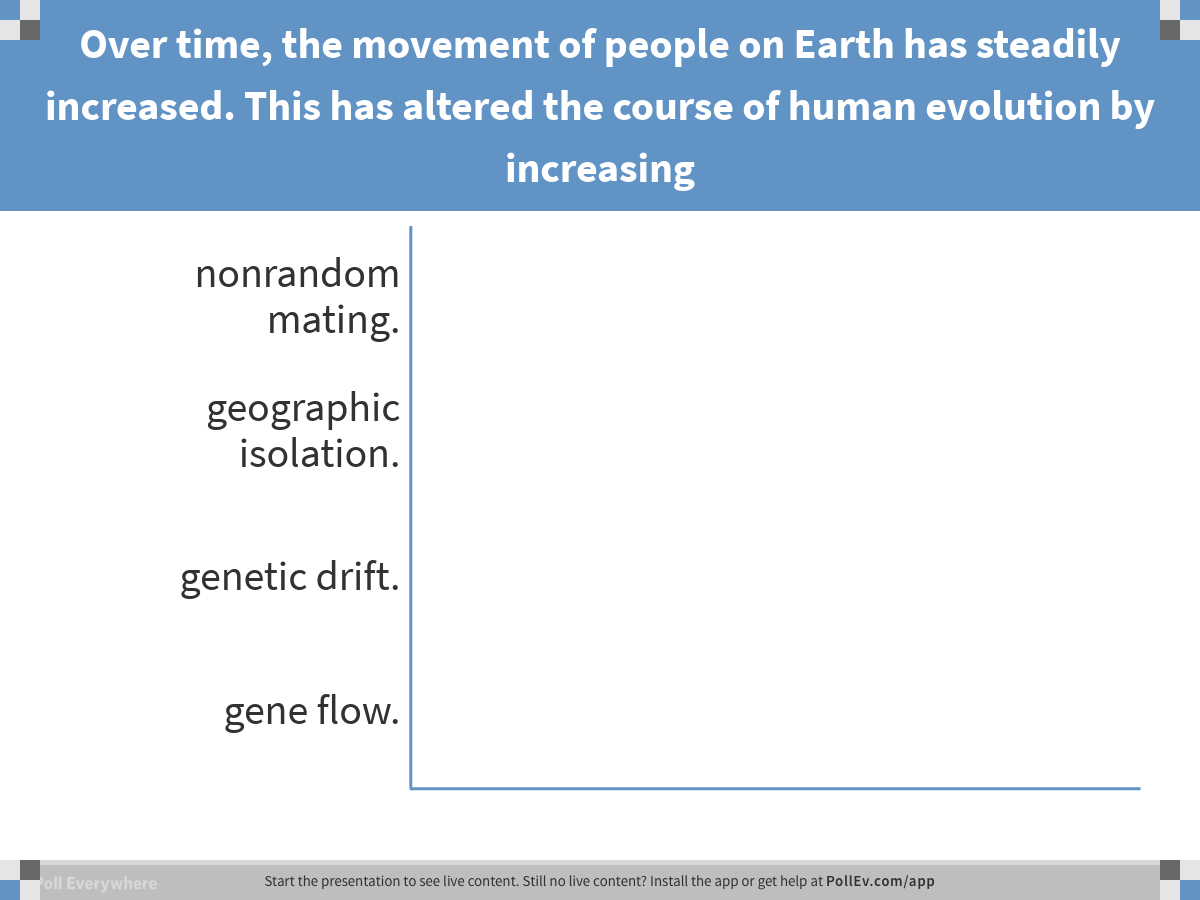 Over time, the movement of people on Earth has steadily
increased. This has altered the course of human evolution by
increasing
nonrandom
mating.
geographic
isolation.
genetic drift.
gene flow.
Poll Everywhere
Start the presentation to see live content. Still no live content? Install the app or get help at PollEv.com/app